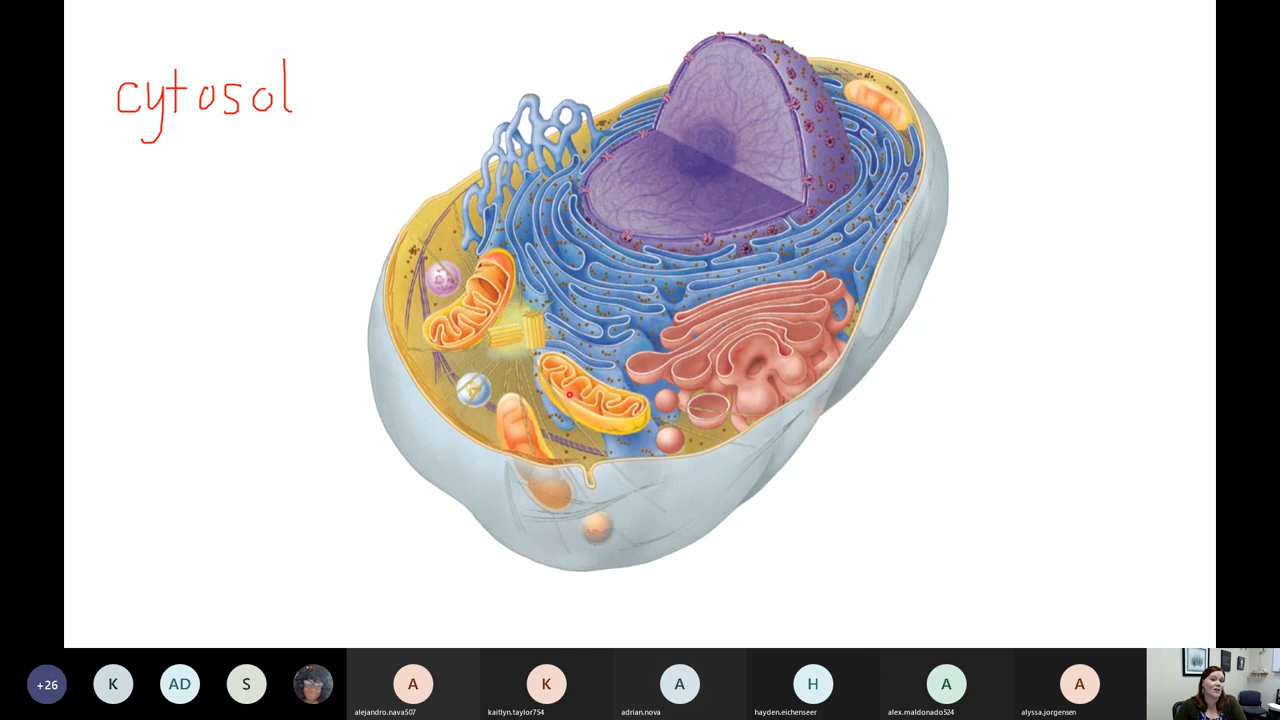 cytosol
+26
K
AD
S
A
K
A
H
A
A
alejandro.nava507
kaitlyn.taylor754
adrian.nova
hayden.eichenseer
alex.maldonado524
alyssa.jorgensen